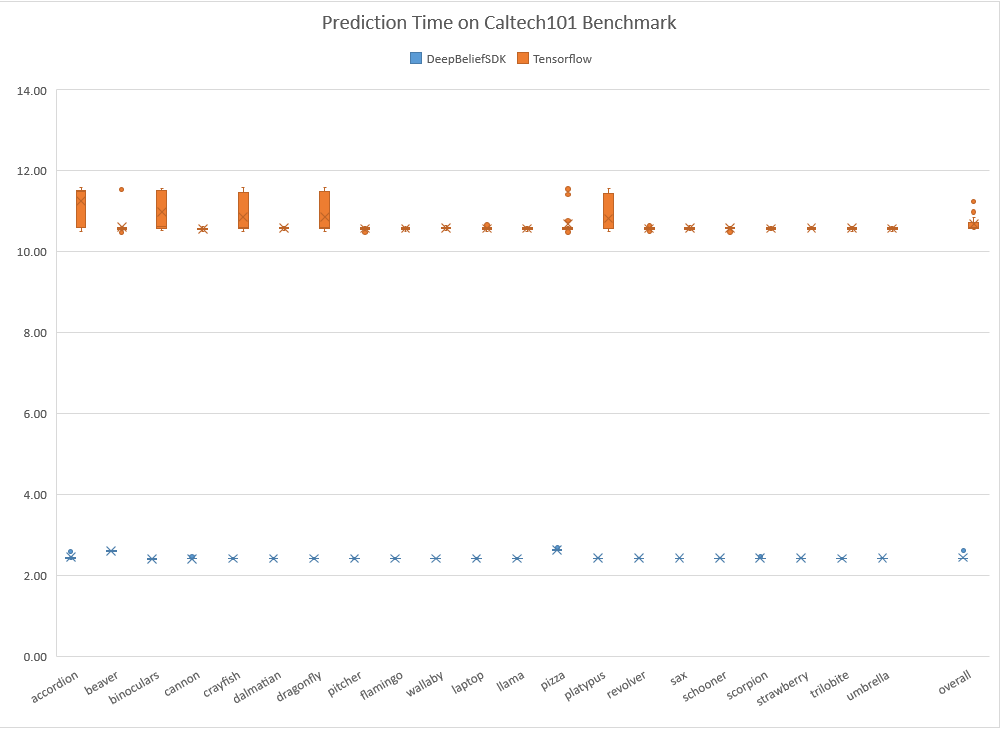 Prediction Time on Caltech101 Benchmark
DeepBeliefSDK Tensorflow
14.00
12.00
10.00
8.00
6.00
4.00
2.00
0.00
accordion beaver binoculars cannon crayfish dalmatian dragonfly pitcher flamingo wallaby laptop llama pizza platypus revolver sax schooner scorpion strawberry trilobite umbrella overall